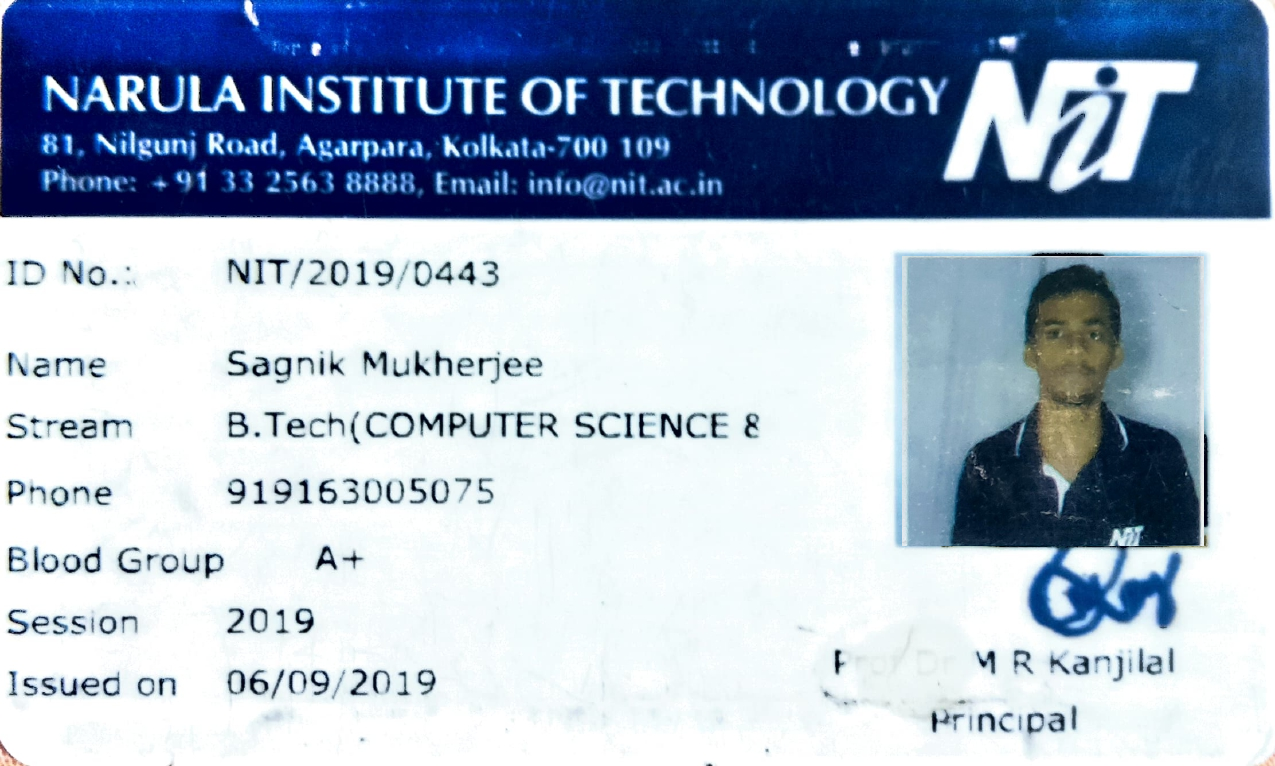 NARULA INSTITUTE OF TECHNOLOGY
NiT
81, Nilgunj Road, Agarpara, Kolkata-700 109
Phone: +91 33 2563 8888, Email: info@nit.ac.in
ID No.: NIT/2019/0443
Name Sagnik Mukherjee
Stream B.Tech(COMPUTER SCIENCE &
Phone 919163005075
Blood Group A+
Session 2019
Issued on 06/09/2019
NiT
Prof Dr M R Kanjilal
Principal